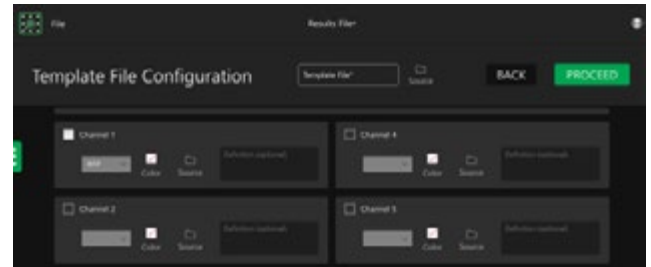 File
Results File*
Template File Configuration
Template File*
Source
BACK
PROCEED
Channel 1
Color
Source
Definition (optional)
Channel 4
Color
Source
Definition (optional)
Channel 2
Color
Source
Definition (optional)
Channel 5
Color
Source
Definition (optional)